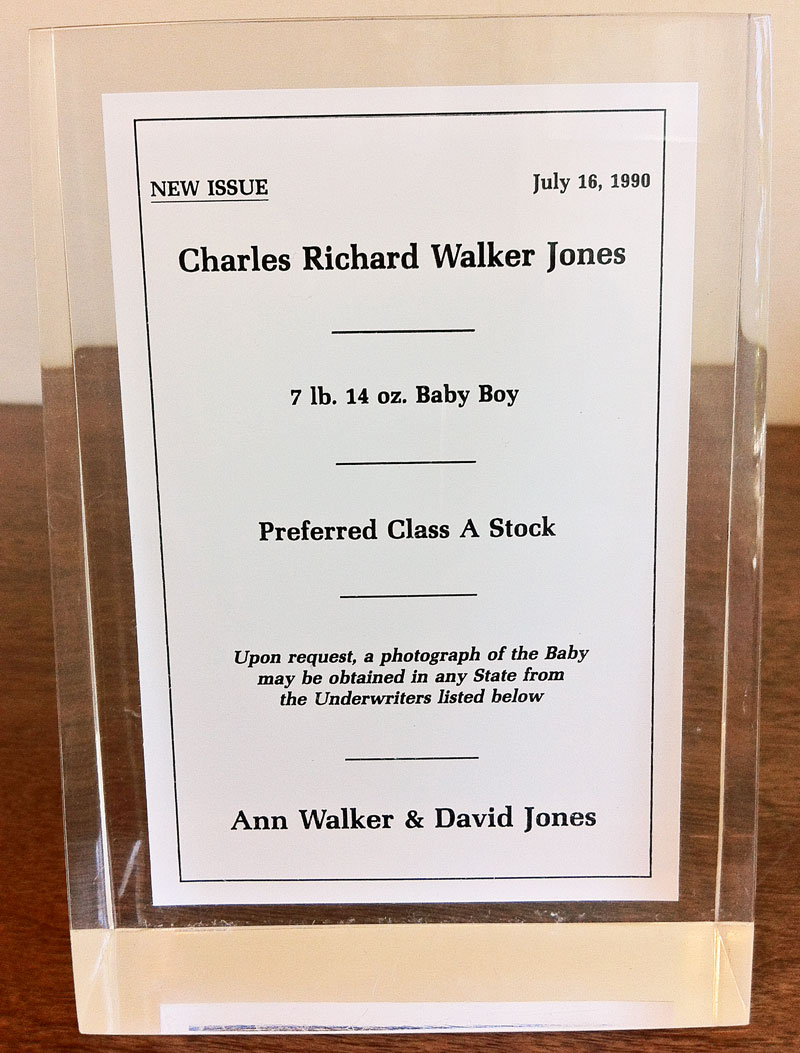 NEW ISSUE
July 16, 1990
Charles Richard Walker Jones
7 lb. 14 oz. Baby Boy
Preferred Class A Stock
Upon request, a photograph of the Baby
may be obtained in any State from
the Underwriters listed below
Ann Walker & David Jones